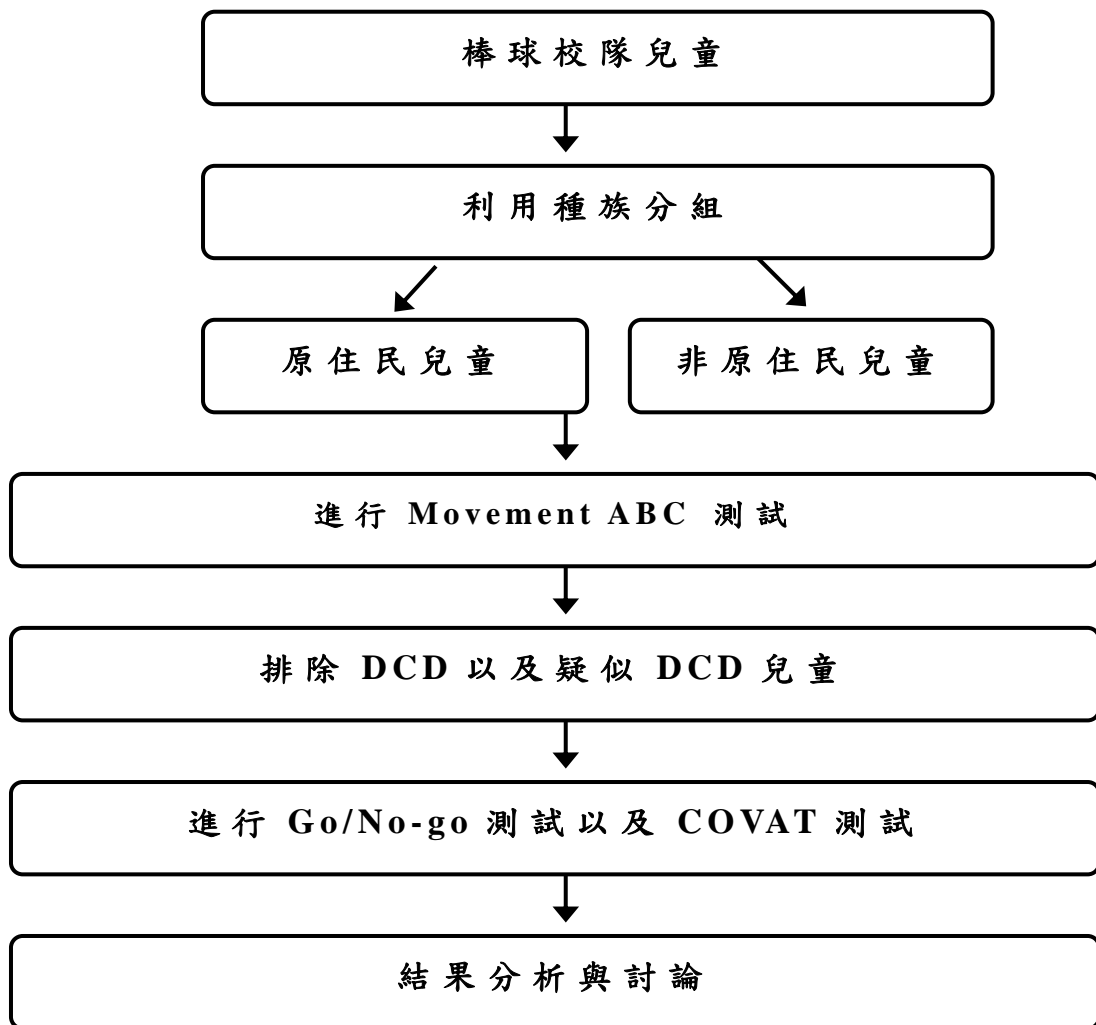 棒球校隊兒童
利用種族分組
原住民兒童
非原住民兒童
進行 Movement ABC 測試
排除 DCD 以及疑似 DCD 兒童
進行 Go/No-go 測試以及 COVAT 測試
結果分析與討論